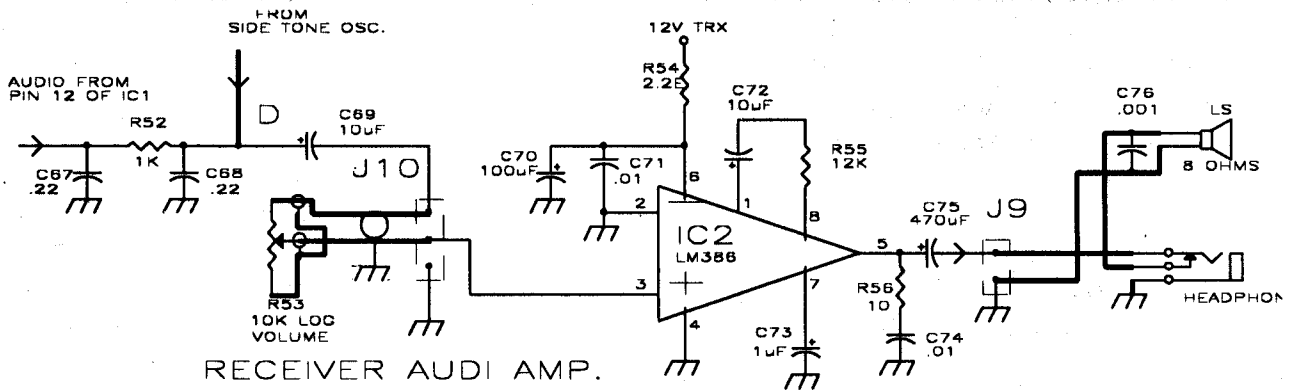 FROM
SIDE TONE OSC.
12V TRX
AUDIO FROM
PIN 12 OF IC1
R52
1K
D
C69
10uF
J10
C67
.22
C68
.22
R53
10K LOG
VOLUME
R54
2.2E
C70
100uF
C71
.01
C72
10uF
R55
12K
6
2
1
8
IC2
LM386
3
4
5
7
C73
1uF
C75
470uF
R56
10
C74
.01
J9
C76
.001
LS
8 OHMS
HEADPHON
RECEIVER AUDI AMP.